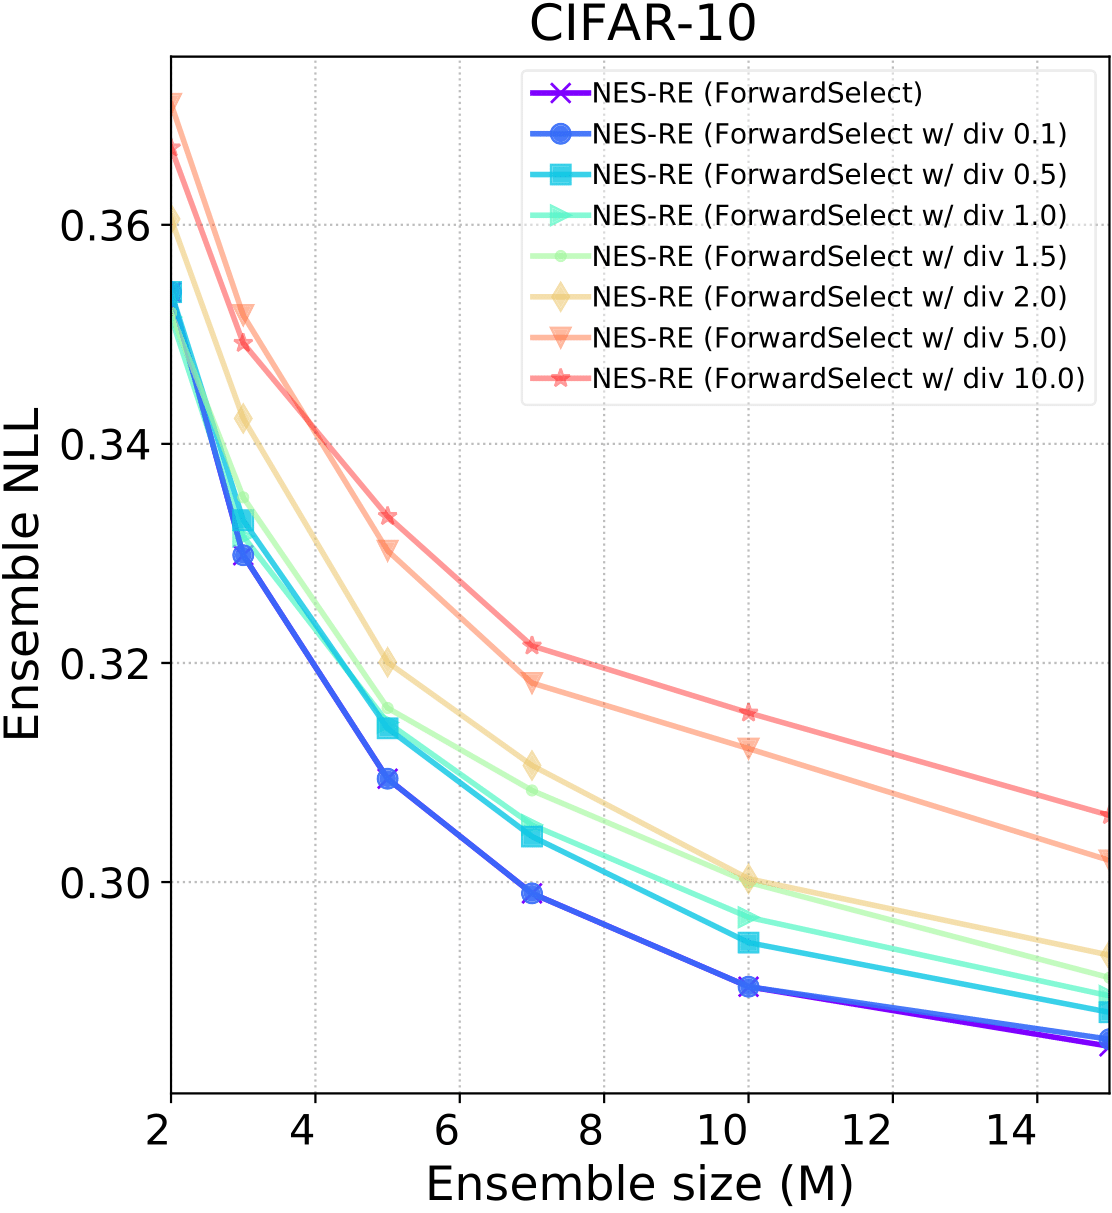 CIFAR-10
NES-RE (ForwardSelect)
NES-RE (ForwardSelect w/ div 0.1)
NES-RE (ForwardSelect w/ div 0.5)
NES-RE (ForwardSelect w/ div 1.0)
NES-RE (ForwardSelect w/ div 1.5)
NES-RE (ForwardSelect w/ div 2.0)
NES-RE (ForwardSelect w/ div 5.0)
NES-RE (ForwardSelect w/ div 10.0)
0.36
0.34
0.32
0.30
Ensemble NLL
2 4 6 8 10 12 14
Ensemble size (M)